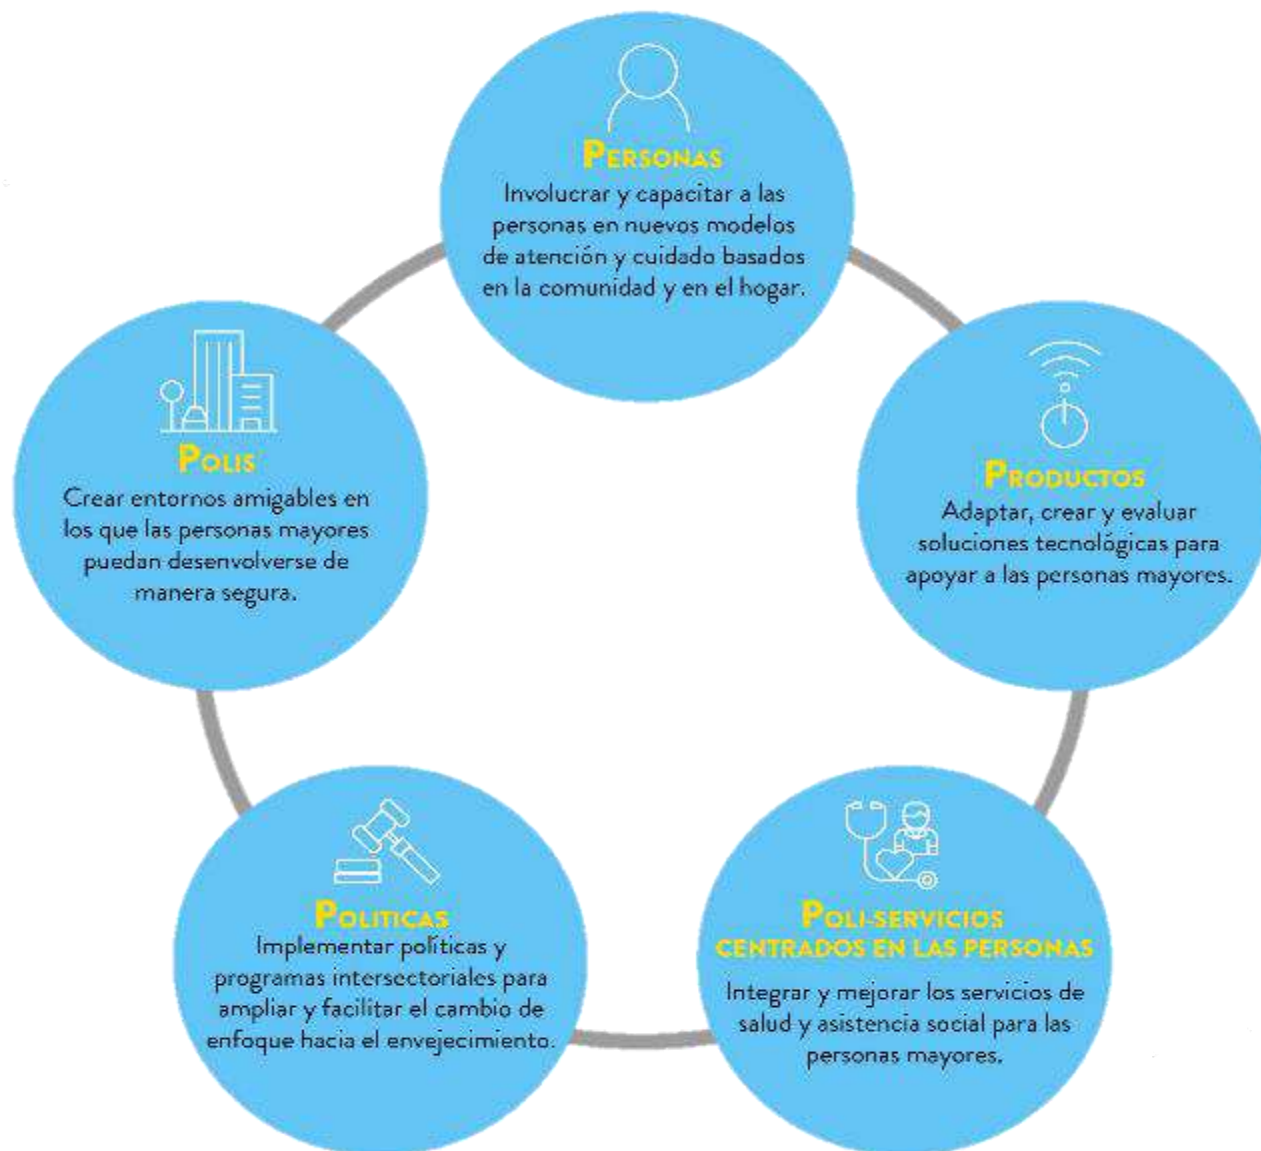 PERSONAS
Involucrar y capacitar a las
personas en nuevos modelos
de atención y cuidado basados
en la comunidad y en el hogar.
PRODUCTOS
Adaptar, crear y evaluar
soluciones tecnológicas para
apoyar a las personas mayores.
POLI-SERVICIOS
CENTRADOS EN LAS PERSONAS
Integrar y mejorar los servicios de
salud y asistencia social para las
personas mayores.
POLITICAS
Implementar políticas y
programas intersectoriales para
ampliar y facilitar el cambio de
enfoque hacia el envejecimiento.
POLIS
Crear entornos amigables en
los que las personas mayores
puedan desenvolverse de
manera segura.